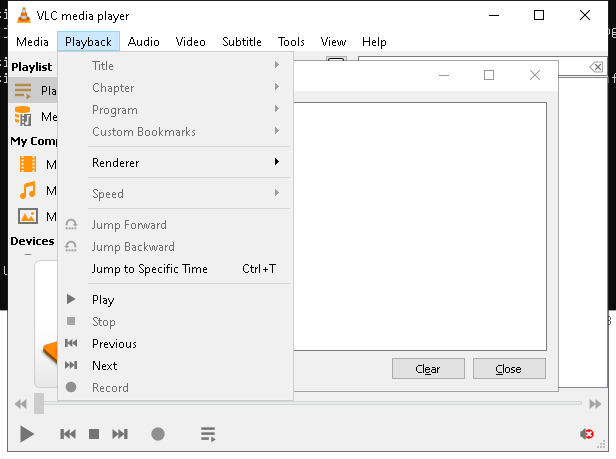 VLC media player
Media Playback Audio Video Subtitle Tools View Help
Playlist
Pla
Me
My Comp
M
M
M
Devices
Title
Chapter
Program
Custom Bookmarks
Renderer
Speed
Jump Forward
Jump Backward
Jump to Specific Time Ctrl+T
Play
Stop
Previous
Next
Record
Clear Close